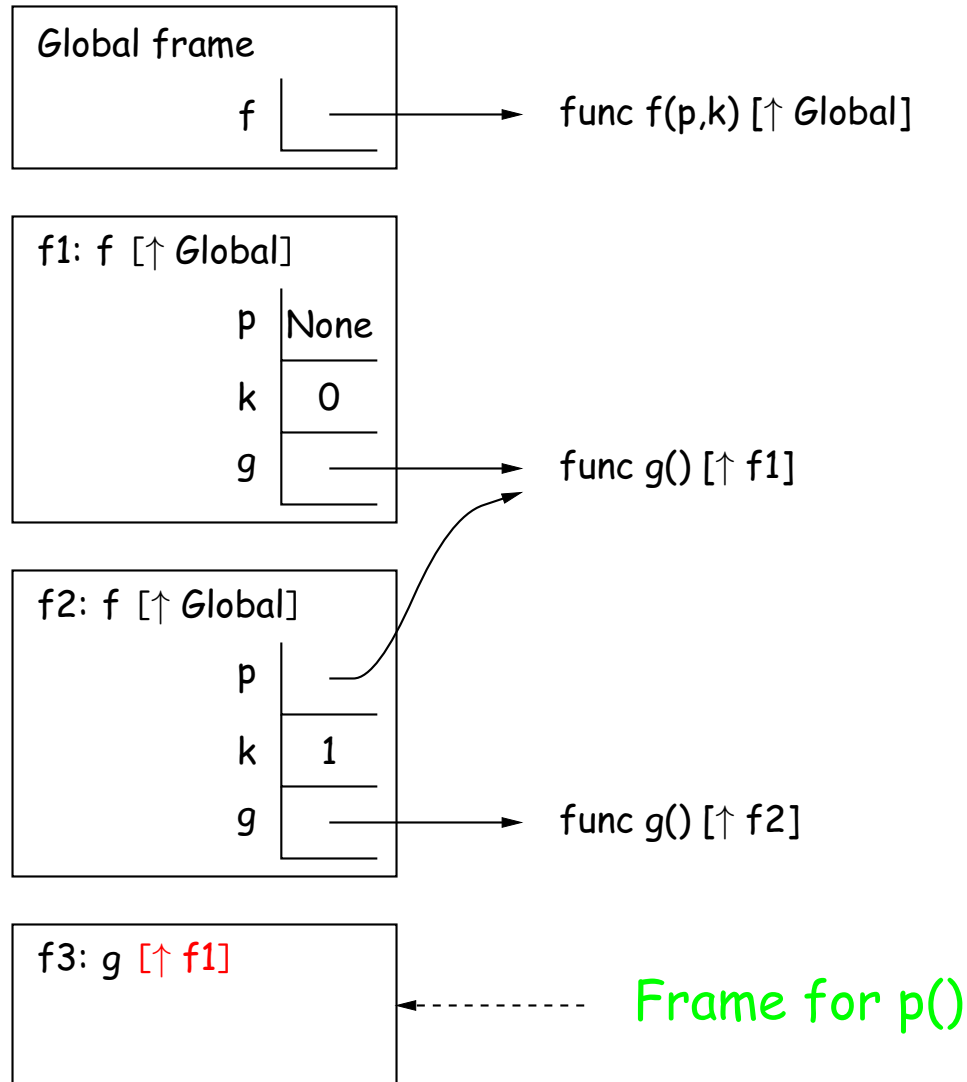 Global frame
f
func f(p,k) [↑ Global]
f1: f [↑ Global]
p None
k 0
g
func g() [↑ f1]
f2: f [↑ Global]
p
k 1
g
func g() [↑ f2]
f3: g [↑ f1]
Frame for p()